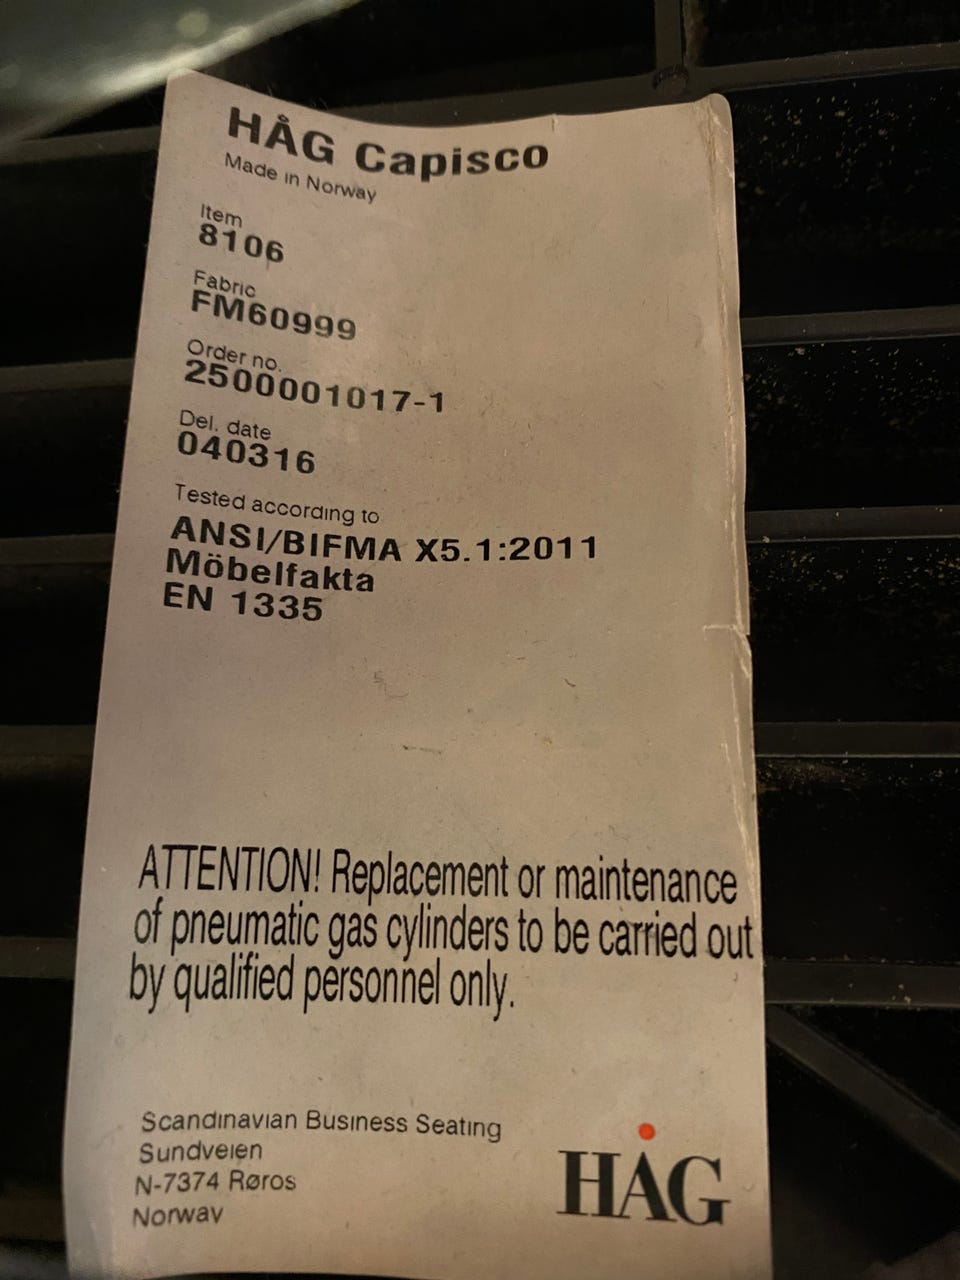 HÅG Capisco
Made in Norway
Item
8106
Fabric
FM60999
Order no.
2500001017-1
Del. date
040316
Tested according to
ANSI/BIFMA X5.1:2011
Möbelfakta
EN 1335
ATTENTION! Replacement or maintenance
of pneumatic gas cylinders to be carried out
by qualified personnel only.
Scandinavian Business Seating
Sundveien
N-7374 Røros
Norway
HÅG